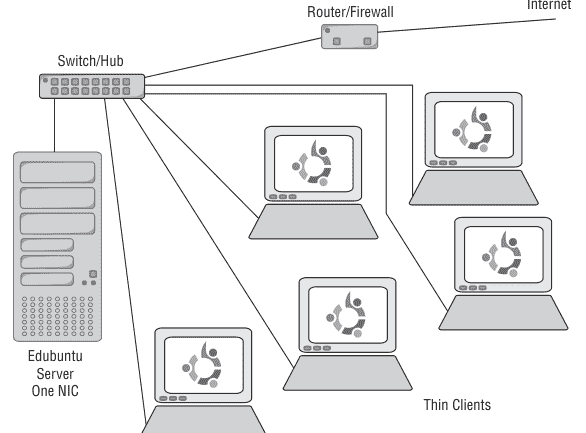 Internet
Router/Firewall
Switch/Hub
Edubuntu
Server
One NIC
Thin Clients